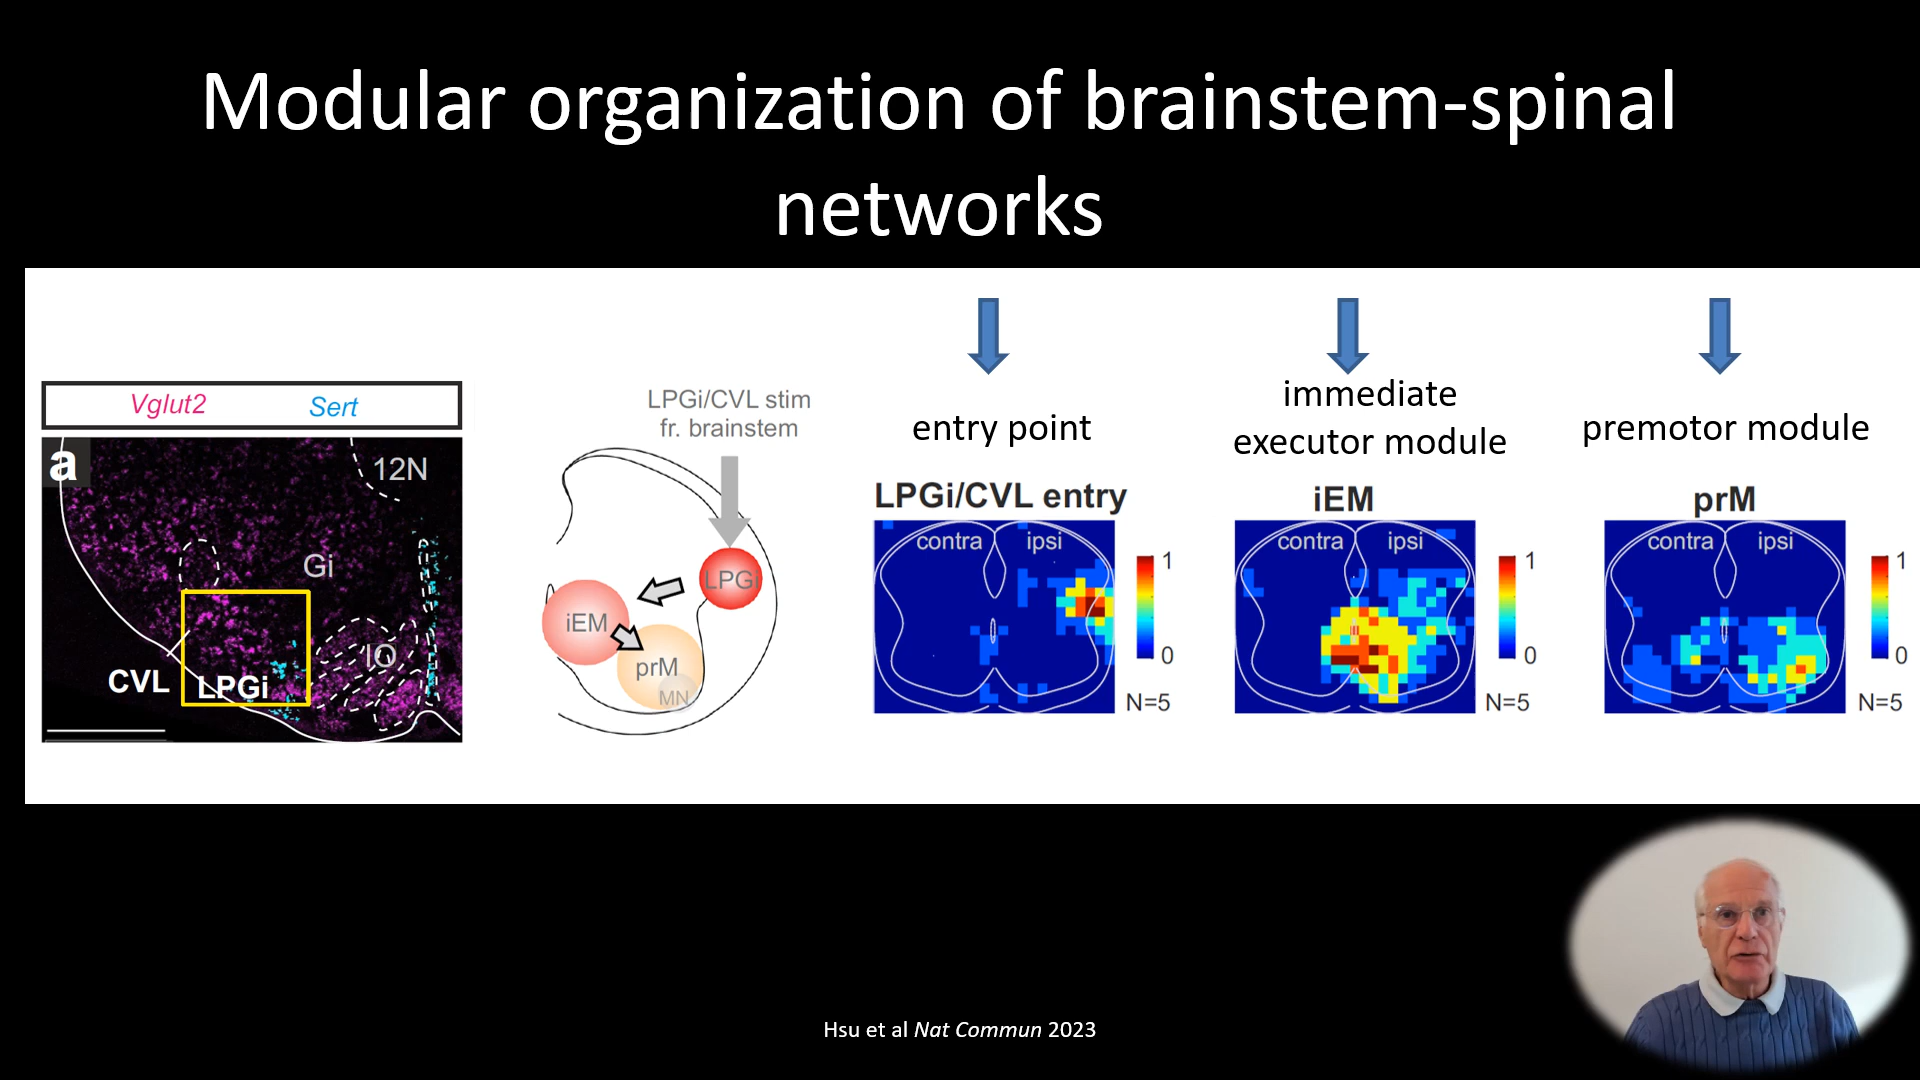 Modular organization of brainstem-spinal
networks
Vglut2 Sert
a
12N
Gi
IO
CVL
LPGi
LPGi/CVL stim
fr. brainstem
LPGi
iEM
prM
MN
entry point
LPGi/CVL entry
contra ipsi
1
0
N=5
immediate
executor module
iEM
contra ipsi
1
0
N=5
premotor module
prM
contra ipsi
1
0
N=5
Hsu et al Nat Commun 2023